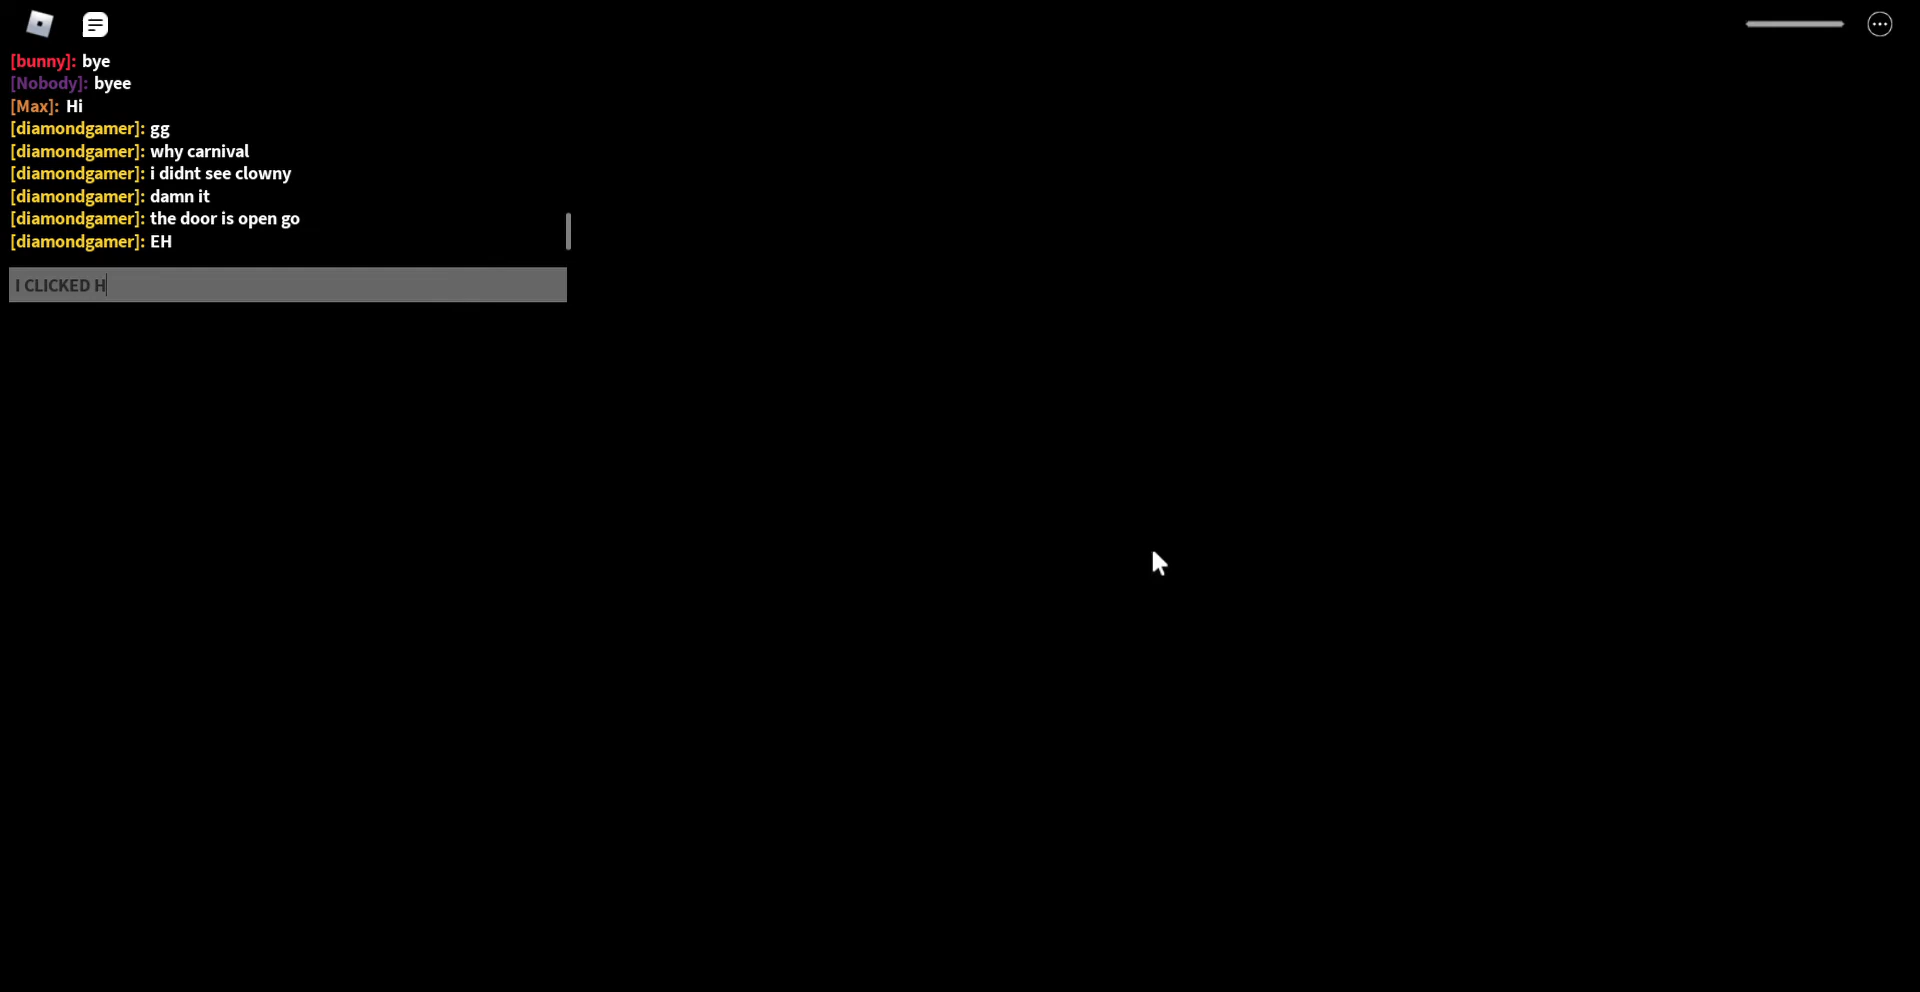 [bunny]: bye
[Nobody]: byee
[Max]: Hi
[diamondgamer]: gg
[diamondgamer]: why carnival
[diamondgamer]: i didnt see clowny
[diamondgamer]: damn it
[diamondgamer]: the door is open go
[diamondgamer]: EH
I CLICKED H